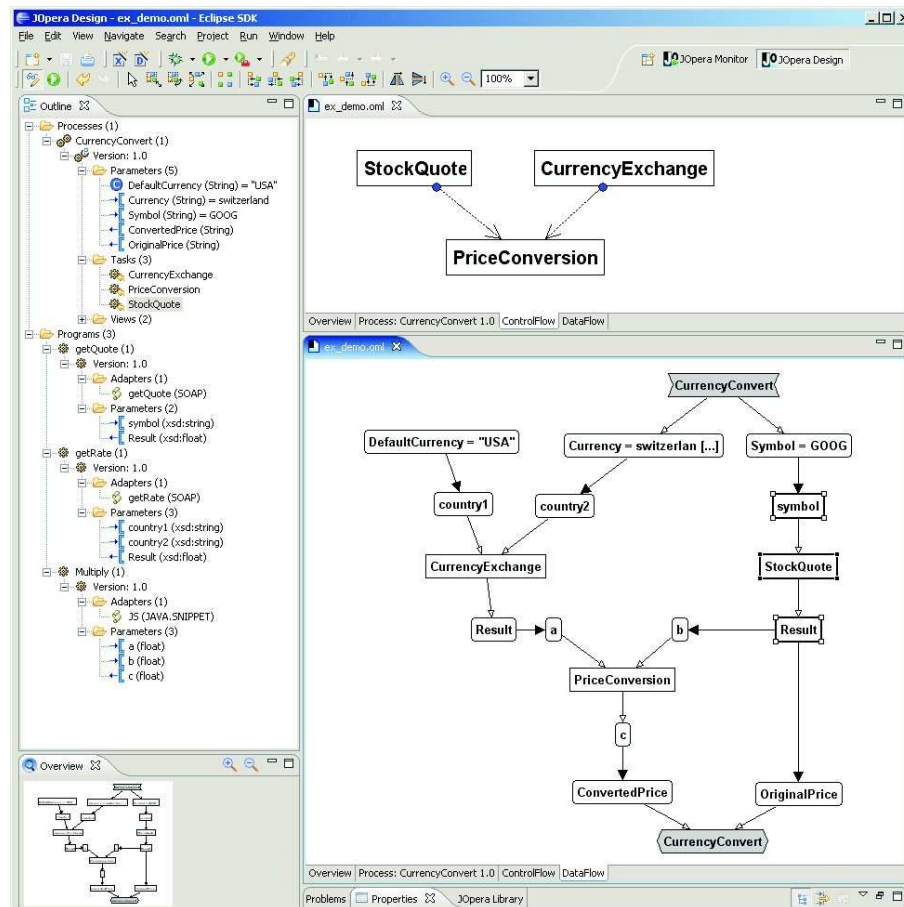 JOpera Design - ex_demo.oml - Eclipse SDK
File Edit View Navigate Search Project Run Window Help
JOpera Monitor JOpera Design
100%
Outline
Processes (1)
CurrencyConvert (1)
Version: 1.0
Parameters (5)
DefaultCurrency (String) = "USA"
Currency (String) = switzerland
Symbol (String) = GOOG
ConvertedPrice (String)
OriginalPrice (String)
Tasks (3)
CurrencyExchange
PriceConversion
StockQuote
Views (2)
Programs (3)
getQuote (1)
Version: 1.0
Adapters (1)
getQuote (SOAP)
Parameters (2)
symbol (xsd:string)
Result (xsd:float)
getRate (1)
Version: 1.0
Adapters (1)
getRate (SOAP)
Parameters (3)
country1 (xsd:string)
country2 (xsd:string)
Result (xsd:float)
Multiply (1)
Version: 1.0
Adapters (1)
JS (JAVA.SNIPPET)
Parameters (3)
a (float)
b (float)
c (float)
Overview
ex_demo.oml
StockQuote CurrencyExchange
PriceConversion
Overview Process: CurrencyConvert 1.0 ControlFlow DataFlow
ex_demo.oml
CurrencyConvert
DefaultCurrency = "USA" Currency = switzerlan [...] Symbol = GOOG
country1 country2 symbol
CurrencyExchange StockQuote
Result a b Result
PriceConversion
c
ConvertedPrice OriginalPrice
CurrencyConvert
Overview Process: CurrencyConvert 1.0 ControlFlow DataFlow
Problems Properties JOpera Library